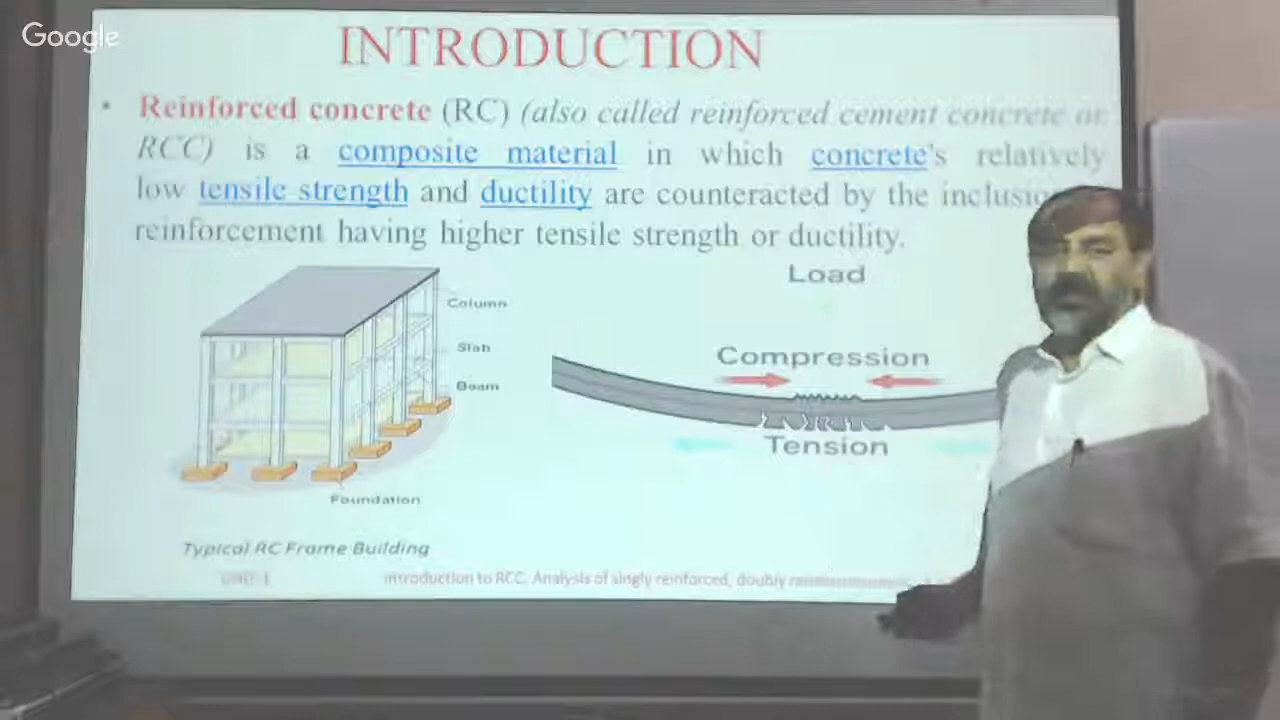 Google
INTRODUCTION
• Reinforced concrete (RC) (also called reinforced cement concrete or
RCC) is a composite material in which concrete's relatively
low tensile strength and ductility are counteracted by the
reinforcement having higher tensile strength or ductility.
Load
Column
Slab
Beam
Compression
Tension
Foundation
Typical RC Frame Building
UNIT-1
Introduction to RCC, Analysis of singly reinforced, doubly